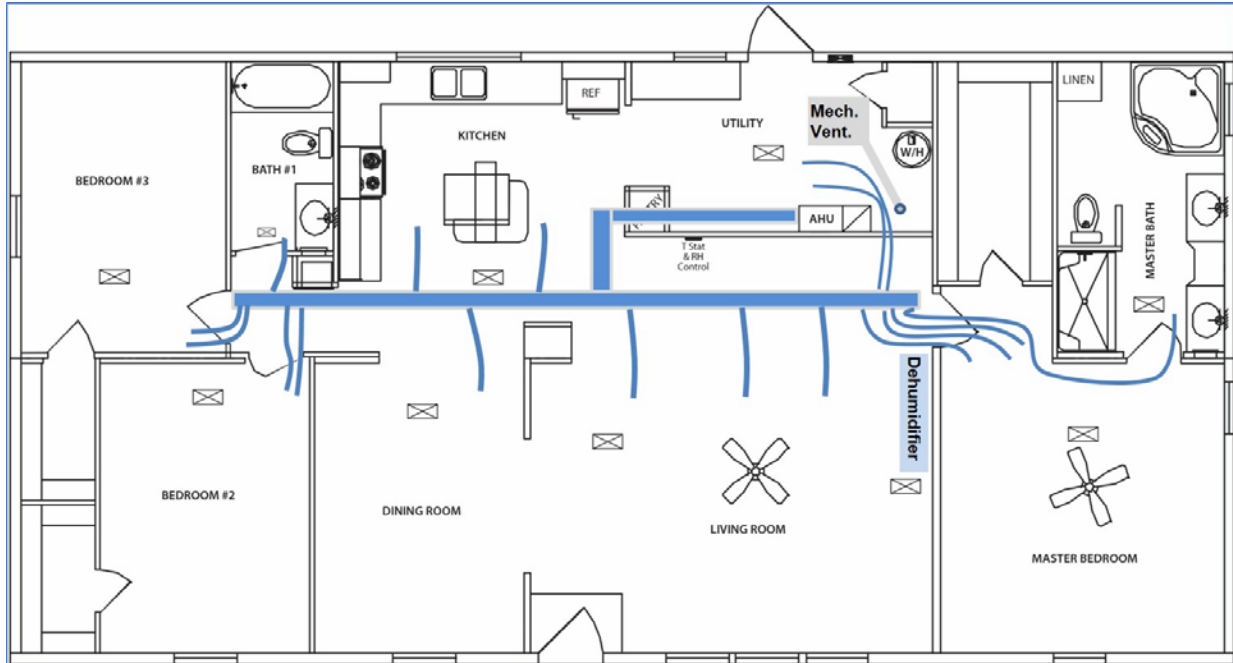 LINEN
REF
Mech.
Vent.
UTILITY
KITCHEN
W/H
BATH #1
BEDROOM #3
MASTER BATH
AHU
T Stat
& RH
Control
Dehumidifier
BEDROOM #2
DINING ROOM
LIVING ROOM
MASTER BEDROOM